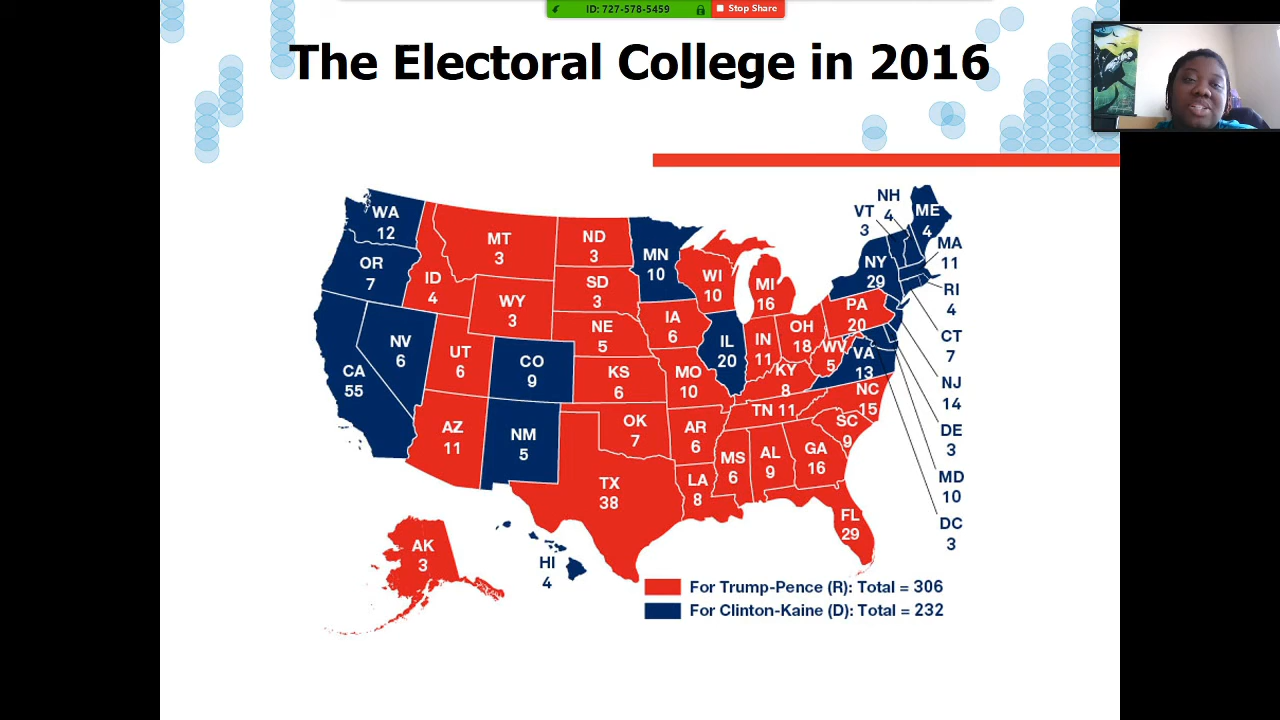 ID: 727-578-5459
Stop Share
The Electoral College in 2016
WA
12
OR
7
CA
55
NV
6
ID
4
MT
3
WY
3
UT
6
AZ
11
CO
9
NM
5
ND
3
SD
3
NE
5
KS
6
OK
7
TX
38
MN
10
IA
6
MO
10
AR
6
LA
8
WI
10
IL
20
MI
16
IN
11
OH
18
KY
8
TN 11
MS
6
AL
9
GA
16
FL
29
SC
9
NC
15
VA
13
WV
5
PA
20
NY
29
VT
3
NH
4
ME
4
MA
11
RI
4
CT
7
NJ
14
DE
3
MD
10
DC
3
AK
3
HI
4
For Trump-Pence (R): Total = 306
For Clinton-Kaine (D): Total = 232